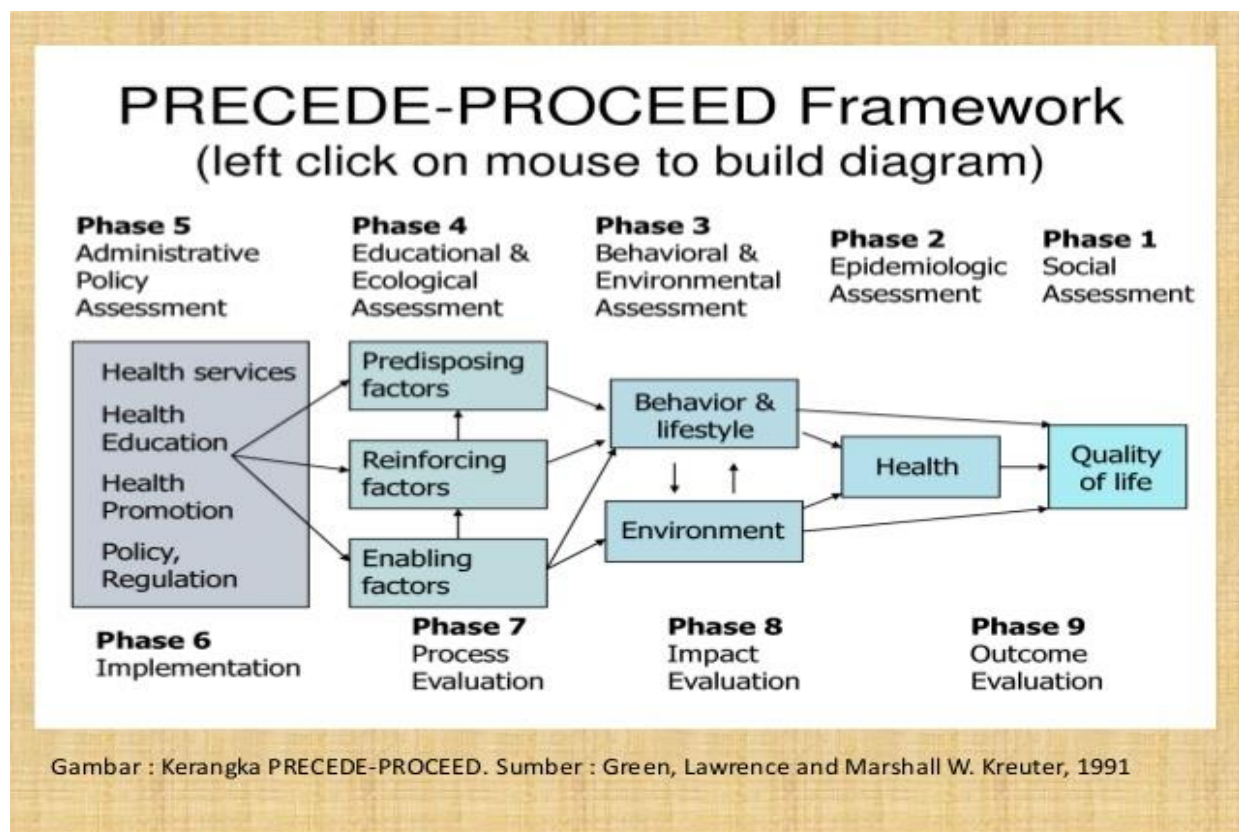 PRECEDE-PROCEED Framework
(left click on mouse to build diagram)
Phase 5
Administrative
Policy
Assessment
Phase 4
Educational &
Ecological
Assessment
Phase 3
Behavioral &
Environmental
Assessment
Phase 2
Epidemiologic
Assessment
Phase 1
Social
Assessment
Health services
Health
Education
Health
Promotion
Policy,
Regulation
Predisposing
factors
Reinforcing
factors
Enabling
factors
Behavior &
lifestyle
Environment
Health
Quality
of life
Phase 6
Implementation
Phase 7
Process
Evaluation
Phase 8
Impact
Evaluation
Phase 9
Outcome
Evaluation
Gambar : Kerangka PRECEDE-PROCEED. Sumber : Green, Lawrence and Marshall W. Kreuter, 1991